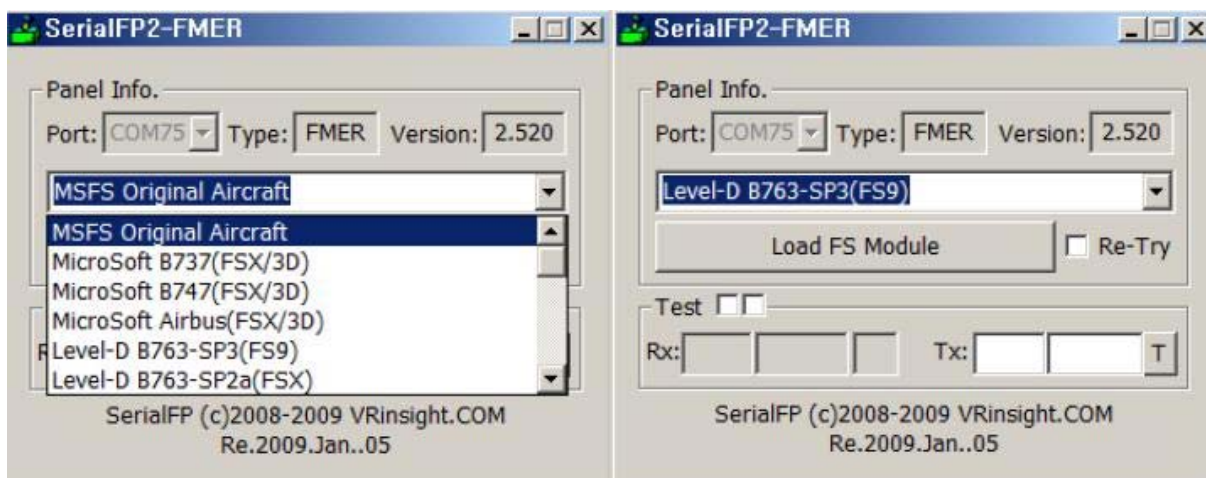 SerialFP2-FMER
Panel Info.
Port: COM75 Type: FMER Version: 2.520
MSFS Original Aircraft
MSFS Original Aircraft
MicroSoft B737(FSX/3D)
MicroSoft B747(FSX/3D)
MicroSoft Airbus(FSX/3D)
Level-D B763-SP3(FS9)
Level-D B763-SP2a(FSX)
SerialFP (c)2008-2009 VRinsight.COM
Re.2009.Jan..05
SerialFP2-FMER
Panel Info.
Port: COM75 Type: FMER Version: 2.520
Level-D B763-SP3(FS9)
Load FS Module Re-Try
Test
Rx: Tx: T
SerialFP (c)2008-2009 VRinsight.COM
Re.2009.Jan..05